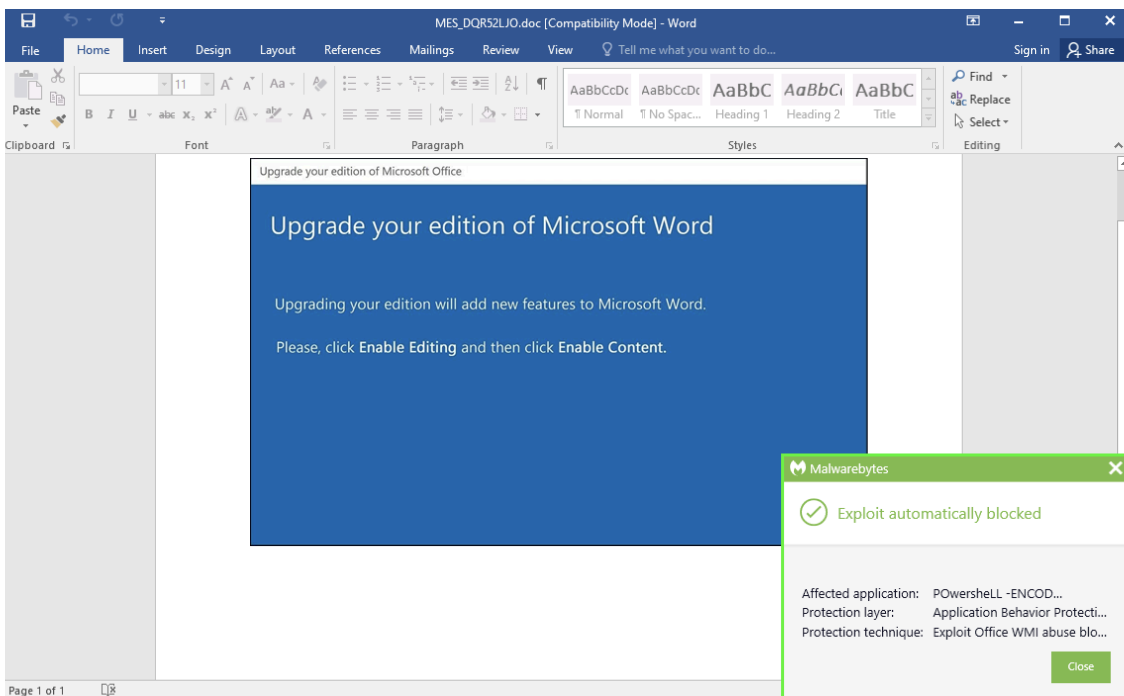 MES_DQR52LJO.doc [Compatibility Mode] - Word
File Home Insert Design Layout References Mailings Review View Tell me what you want to do... Sign in Share
Paste
11 A A Aa
B I U abc X₂ X² A A
Clipboard Font Paragraph Styles Editing
AaBbCcDc AaBbCcDc AaBbC AaBbC AaBbC
¶ Normal ¶ No Spac... Heading 1 Heading 2 Title
Find
Replace
Select
Upgrade your edition of Microsoft Office
Upgrade your edition of Microsoft Word
Upgrading your edition will add new features to Microsoft Word.
Please, click Enable Editing and then click Enable Content.
Malwarebytes
Exploit automatically blocked
Affected application: POwersheLL -ENCOD...
Protection layer: Application Behavior Protecti...
Protection technique: Exploit Office WMI abuse blo...
Close
Page 1 of 1